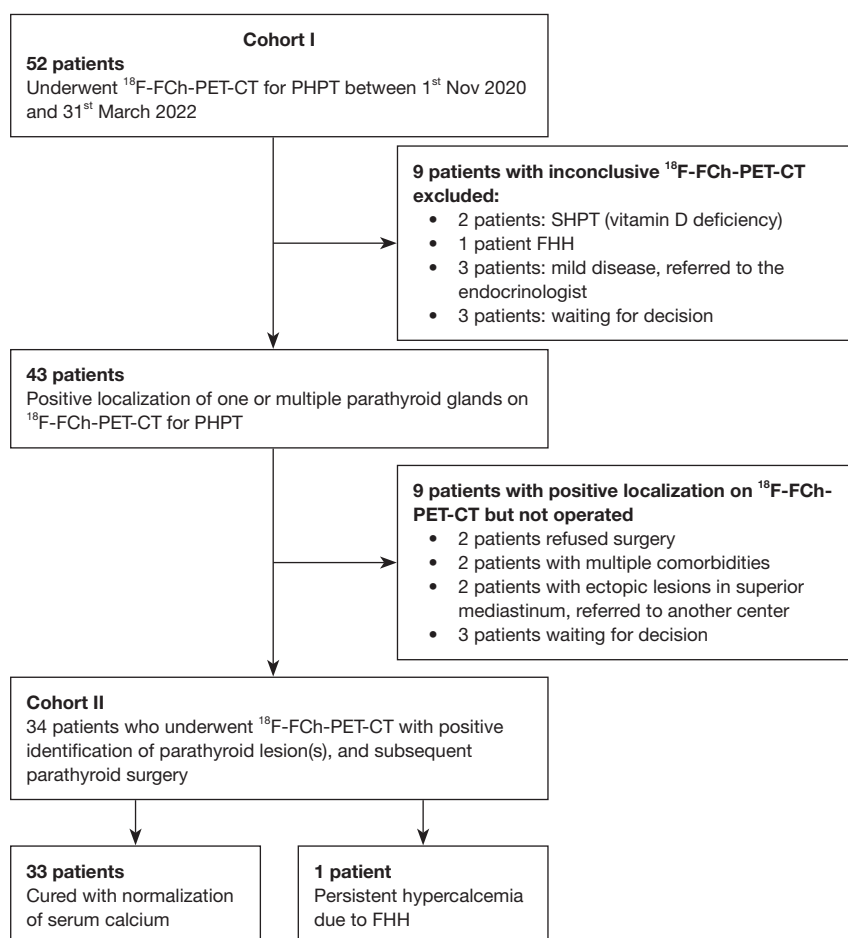 Cohort I
52 patients
Underwent ¹⁸F-FCh-PET-CT for PHPT between 1ˢᵗ Nov 2020
and 31ˢᵗ March 2022
9 patients with inconclusive ¹⁸F-FCh-PET-CT
excluded:
• 2 patients: SHPT (vitamin D deficiency)
• 1 patient FHH
• 3 patients: mild disease, referred to the
endocrinologist
• 3 patients: waiting for decision
43 patients
Positive localization of one or multiple parathyroid glands on
¹⁸F-FCh-PET-CT for PHPT
9 patients with positive localization on ¹⁸F-FCh-
PET-CT but not operated
• 2 patients refused surgery
• 2 patients with multiple comorbidities
• 2 patients with ectopic lesions in superior
mediastinum, referred to another center
• 3 patients waiting for decision
Cohort II
34 patients who underwent ¹⁸F-FCh-PET-CT with positive
identification of parathyroid lesion(s), and subsequent
parathyroid surgery
33 patients
Cured with normalization
of serum calcium
1 patient
Persistent hypercalcemia
due to FHH